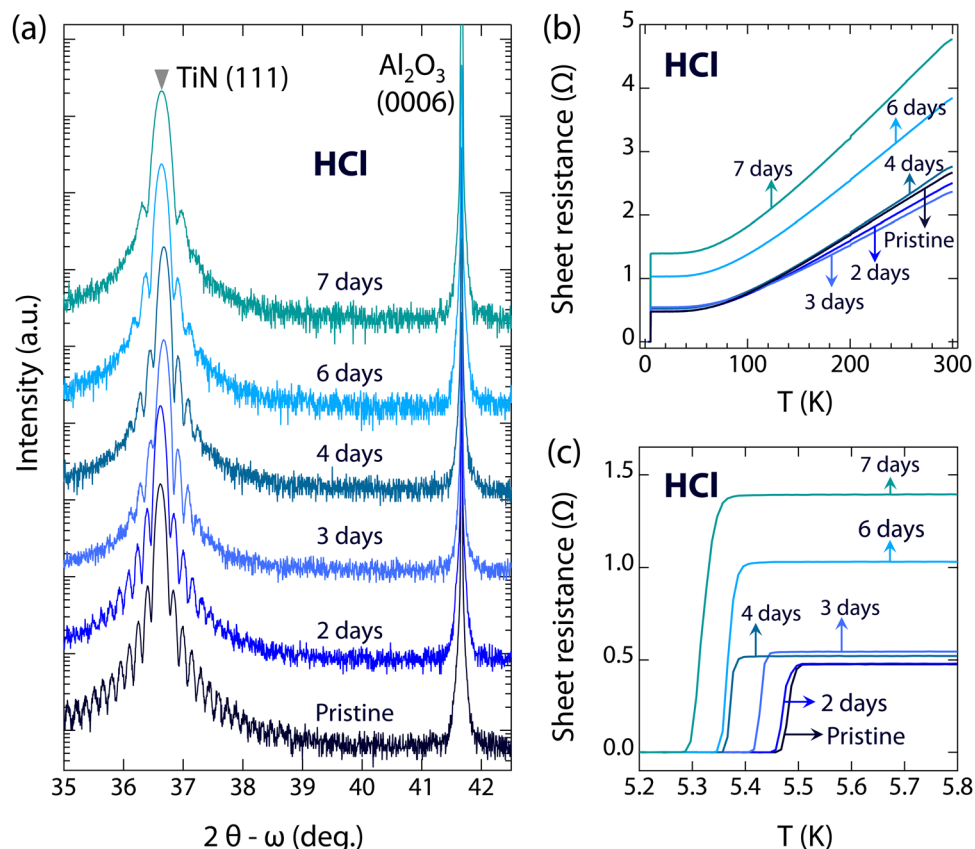 (a)
TiN (111)
Al₂O₃
(0006)
HCl
7 days
6 days
4 days
3 days
2 days
Pristine
Intensity (a.u.)
35 36 37 38 39 40 41 42
2 θ - ω (deg.)
(b)
HCl
5
4
3
2
1
0
Sheet resistance (Ω)
6 days
7 days
4 days
Pristine
2 days
3 days
0 100 200 300
T (K)
(c)
HCl
1.5
1.0
0.5
0.0
Sheet resistance (Ω)
7 days
6 days
3 days
4 days
2 days
Pristine
5.2 5.3 5.4 5.5 5.6 5.7 5.8
T (K)